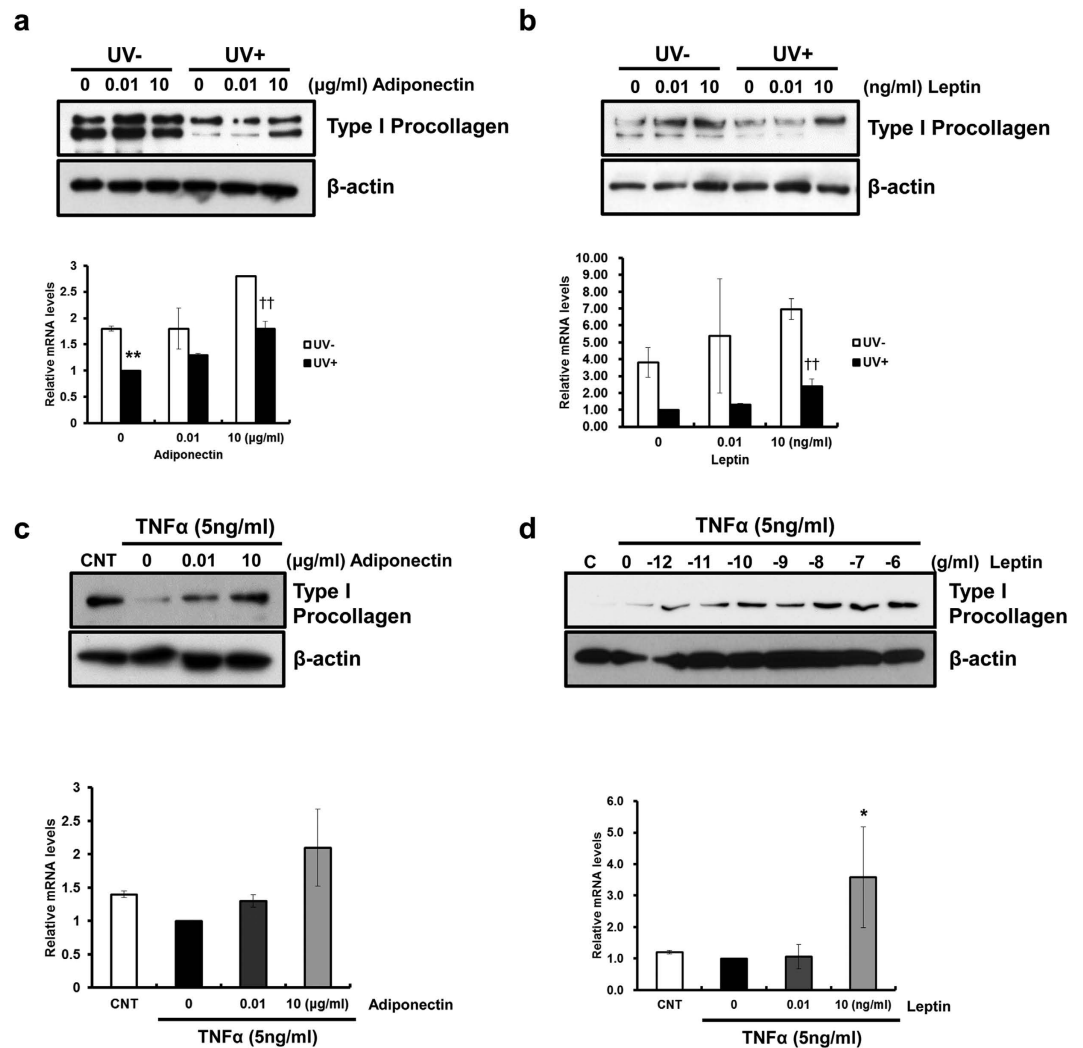 a
UV- UV+
0 0.01 10 0 0.01 10 (μg/ml) Adiponectin
Type I Procollagen
β-actin
3
2.5
2
1.5
1
0.5
0
Relative mRNA levels
**
††
UV-
UV+
0 0.01 10 (μg/ml)
Adiponectin
b
UV- UV+
0 0.01 10 0 0.01 10 (ng/ml) Leptin
Type I Procollagen
β-actin
10.00
9.00
8.00
7.00
6.00
5.00
4.00
3.00
2.00
1.00
0.00
Relative mRNA levels
††
UV-
UV+
0 0.01 10 (ng/ml)
Leptin
c
TNFα (5ng/ml)
CNT 0 0.01 10 (μg/ml) Adiponectin
Type I
Procollagen
β-actin
3
2.5
2
1.5
1
0.5
0
Relative mRNA levels
CNT 0 0.01 10 (μg/ml) Adiponectin
TNFα (5ng/ml)
d
TNFα (5ng/ml)
C 0 -12 -11 -10 -9 -8 -7 -6 (g/ml) Leptin
Type I
Procollagen
β-actin
6.0
5.0
4.0
3.0
2.0
1.0
0.0
Relative mRNA levels
*
CNT 0 0.01 10 (ng/ml) Leptin
TNFα (5ng/ml)